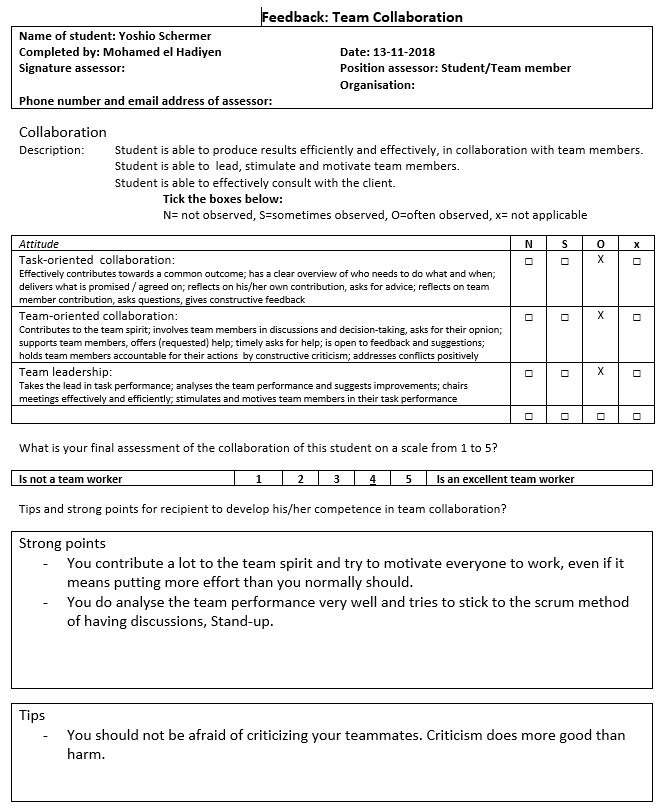 Feedback: Team Collaboration
Name of student: Yoshio Schermer
Completed by: Mohamed el Hadiyen Date: 13-11-2018
Signature assessor: Position assessor: Student/Team member
Organisation:
Phone number and email address of assessor:
Collaboration
Description: Student is able to produce results efficiently and effectively, in collaboration with team members.
Student is able to lead, stimulate and motivate team members.
Student is able to effectively consult with the client.
Tick the boxes below:
N= not observed, S=sometimes observed, O=often observed, x= not applicable
Attitude N S O x
Task-oriented collaboration: □ □ X □
Effectively contributes towards a common outcome; has a clear overview of who needs to do what and when;
delivers what is promised / agreed on; reflects on his/her own contribution, asks for advice; reflects on team
member contribution, asks questions, gives constructive feedback
Team-oriented collaboration: □ □ X □
Contributes to the team spirit; involves team members in discussions and decision-taking, asks for their opnion;
supports team members, offers (requested) help; timely asks for help; is open to feedback and suggestions;
holds team members accountable for their actions by constructive criticism; addresses conflicts positively
Team leadership: □ □ X □
Takes the lead in task performance; analyses the team performance and suggests improvements; chairs
meetings effectively and efficiently; stimulates and motives team members in their task performance
□ □ □ □
What is your final assessment of the collaboration of this student on a scale from 1 to 5?
Is not a team worker 1 2 3 4 5 Is an excellent team worker
Tips and strong points for recipient to develop his/her competence in team collaboration?
Strong points
- You contribute a lot to the team spirit and try to motivate everyone to work, even if it
means putting more effort than you normally should.
- You do analyse the team performance very well and tries to stick to the scrum method
of having discussions, Stand-up.
Tips
- You should not be afraid of criticizing your teammates. Criticism does more good than
harm.